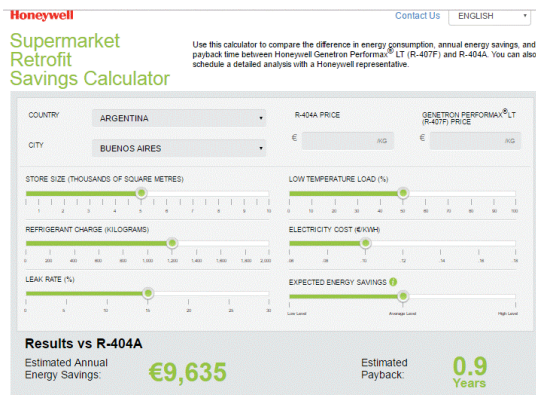 Honeywell
Contact Us ENGLISH
Supermarket
Retrofit
Savings Calculator
Use this calculator to compare the difference in energy consumption, annual energy savings, and
payback time between Honeywell Genetron Performax® LT (R-407F) and R-404A. You can also
schedule a detailed analysis with a Honeywell representative.
COUNTRY ARGENTINA
CITY BUENOS AIRES
R-404A PRICE
€ /KG
GENETRON PERFORMAX® LT
(R-407F) PRICE
€ /KG
STORE SIZE (THOUSANDS OF SQUARE METRES)
1 2 3 4 5 6 7 8 9 10
LOW TEMPERATURE LOAD (%)
0 10 20 30 40 50 60 70 80 90 100
REFRIGERANT CHARGE (KILOGRAMS)
0 200 400 600 800 1,000 1,200 1,400 1,600 1,800 2,000
ELECTRICITY COST (€/KWH)
.06 .08 .10 .12 .14 .16 .18
LEAK RATE (%)
0 5 10 15 20 25 30
EXPECTED ENERGY SAVINGS i
Low Level Average Level High Level
Results vs R-404A
Estimated Annual
Energy Savings:
€9,635
Estimated
Payback:
0.9
Years